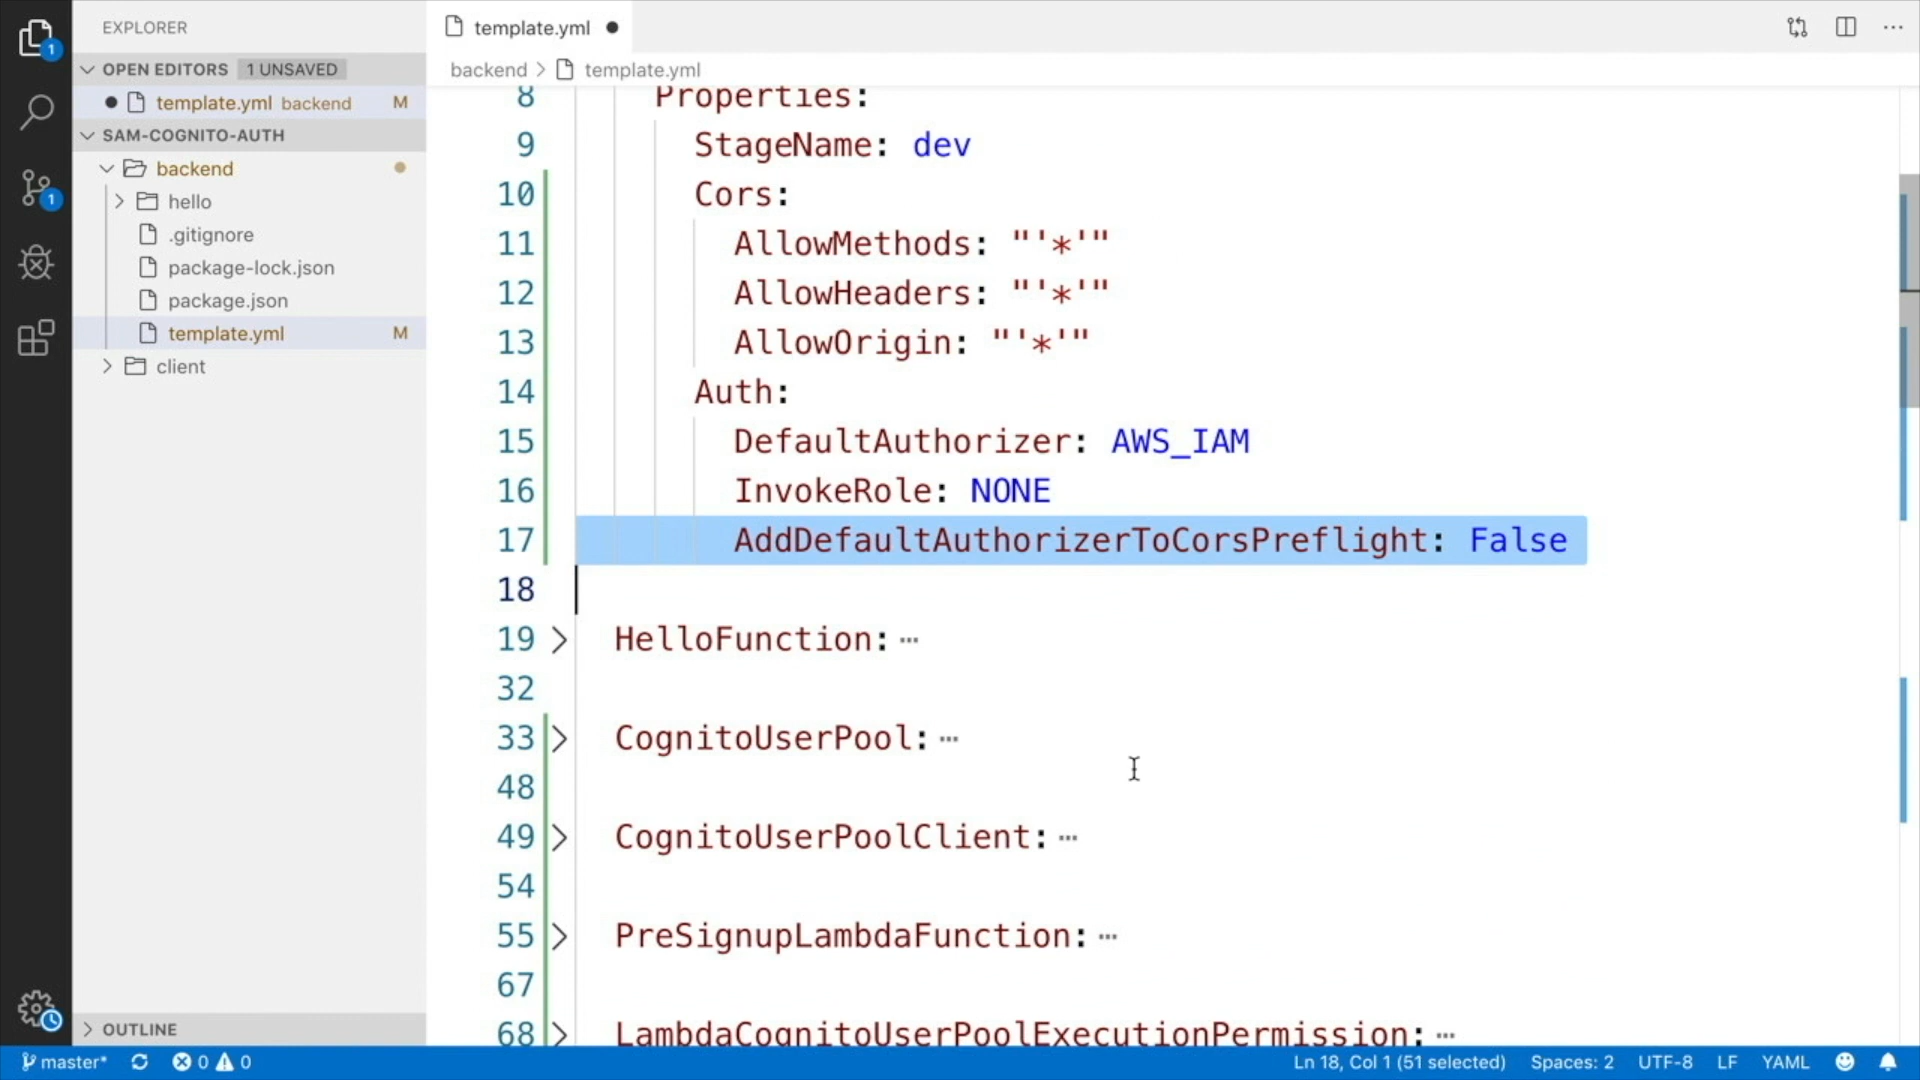 EXPLORER
OPEN EDITORS 1 UNSAVED
template.yml backend M
SAM-COGNITO-AUTH
backend
hello
.gitignore
package-lock.json
package.json
template.yml M
client
OUTLINE
1
1
template.yml
backend > template.yml
8 Properties:
9 StageName: dev
10 Cors:
11 AllowMethods: "'*'"
12 AllowHeaders: "'*'"
13 AllowOrigin: "'*'"
14 Auth:
15 DefaultAuthorizer: AWS_IAM
16 InvokeRole: NONE
17 AddDefaultAuthorizerToCorsPreflight: False
18
19 HelloFunction: ⋯
32
33 CognitoUserPool: ⋯
48
49 CognitoUserPoolClient: ⋯
54
55 PreSignupLambdaFunction: ⋯
67
68 LambdaCognitoUserPoolExecutionPermission: ⋯
master* 0 0 Ln 18, Col 1 (51 selected) Spaces: 2 UTF-8 LF YAML